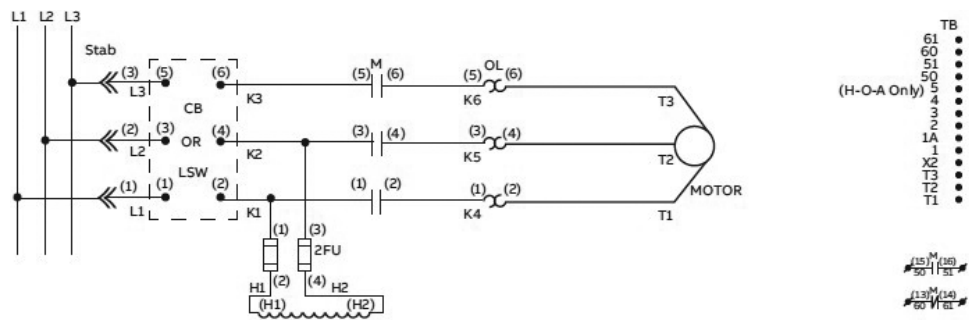 L1 L2 L3
TB
Stab
61
60
51
50
5
(H-O-A Only)
4
3
2
1A
1
X2
T3
T2
T1
(3) (5) (6) (5) M (6) (5) OL (6)
L3 K3 K6 T3
CB
(2) (3) (4) (3) (4) (3) (4)
L2 OR K2 K5 T2
LSW
(1) (1) (2) (1) (2) (1) (2)
L1 K1 K4 T1
MOTOR
(1) (3)
2FU
(2) (4)
H1 H2
(H1) (H2)
(15) M (16)
50 51
(13) M (14)
60 61